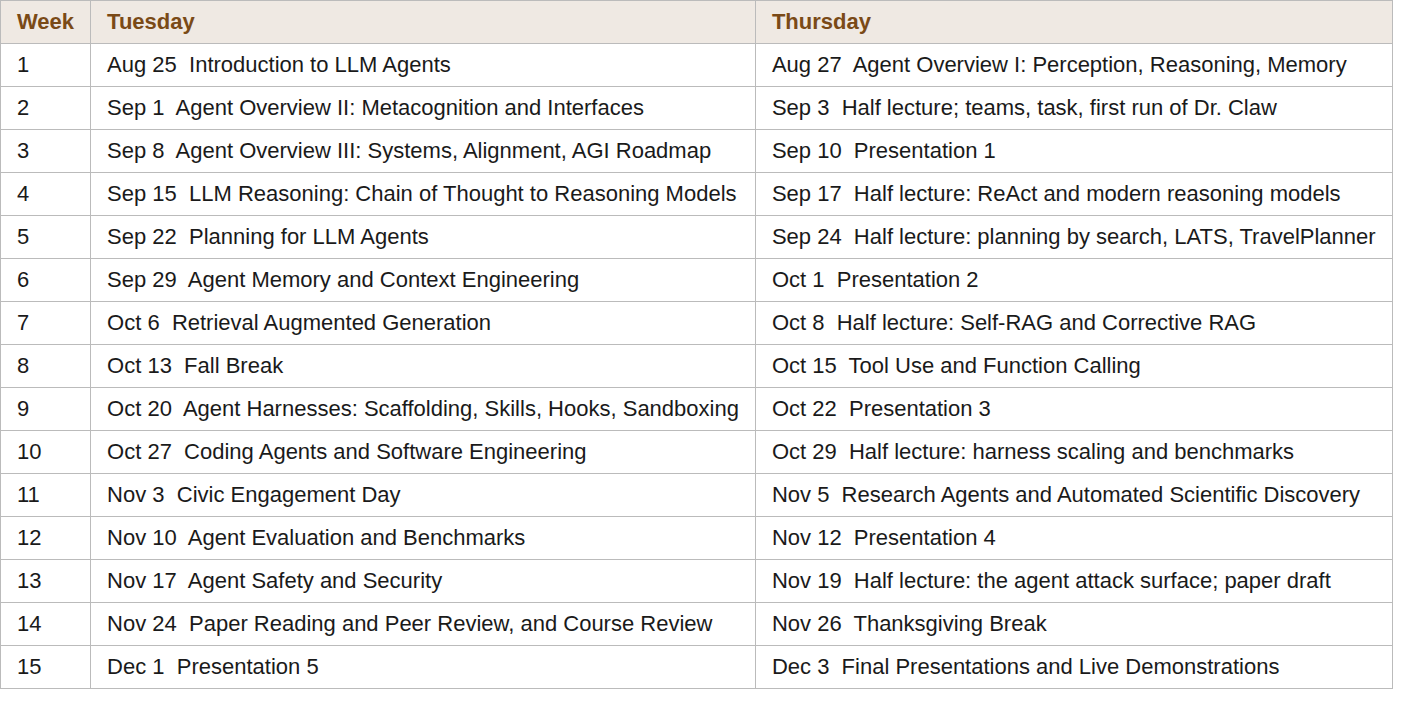 Week Tuesday Thursday
1 Aug 25 Introduction to LLM Agents Aug 27 Agent Overview I: Perception, Reasoning, Memory
2 Sep 1 Agent Overview II: Metacognition and Interfaces Sep 3 Half lecture; teams, task, first run of Dr. Claw
3 Sep 8 Agent Overview III: Systems, Alignment, AGI Roadmap Sep 10 Presentation 1
4 Sep 15 LLM Reasoning: Chain of Thought to Reasoning Models Sep 17 Half lecture: ReAct and modern reasoning models
5 Sep 22 Planning for LLM Agents Sep 24 Half lecture: planning by search, LATS, TravelPlanner
6 Sep 29 Agent Memory and Context Engineering Oct 1 Presentation 2
7 Oct 6 Retrieval Augmented Generation Oct 8 Half lecture: Self-RAG and Corrective RAG
8 Oct 13 Fall Break Oct 15 Tool Use and Function Calling
9 Oct 20 Agent Harnesses: Scaffolding, Skills, Hooks, Sandboxing Oct 22 Presentation 3
10 Oct 27 Coding Agents and Software Engineering Oct 29 Half lecture: harness scaling and benchmarks
11 Nov 3 Civic Engagement Day Nov 5 Research Agents and Automated Scientific Discovery
12 Nov 10 Agent Evaluation and Benchmarks Nov 12 Presentation 4
13 Nov 17 Agent Safety and Security Nov 19 Half lecture: the agent attack surface; paper draft
14 Nov 24 Paper Reading and Peer Review, and Course Review Nov 26 Thanksgiving Break
15 Dec 1 Presentation 5 Dec 3 Final Presentations and Live Demonstrations